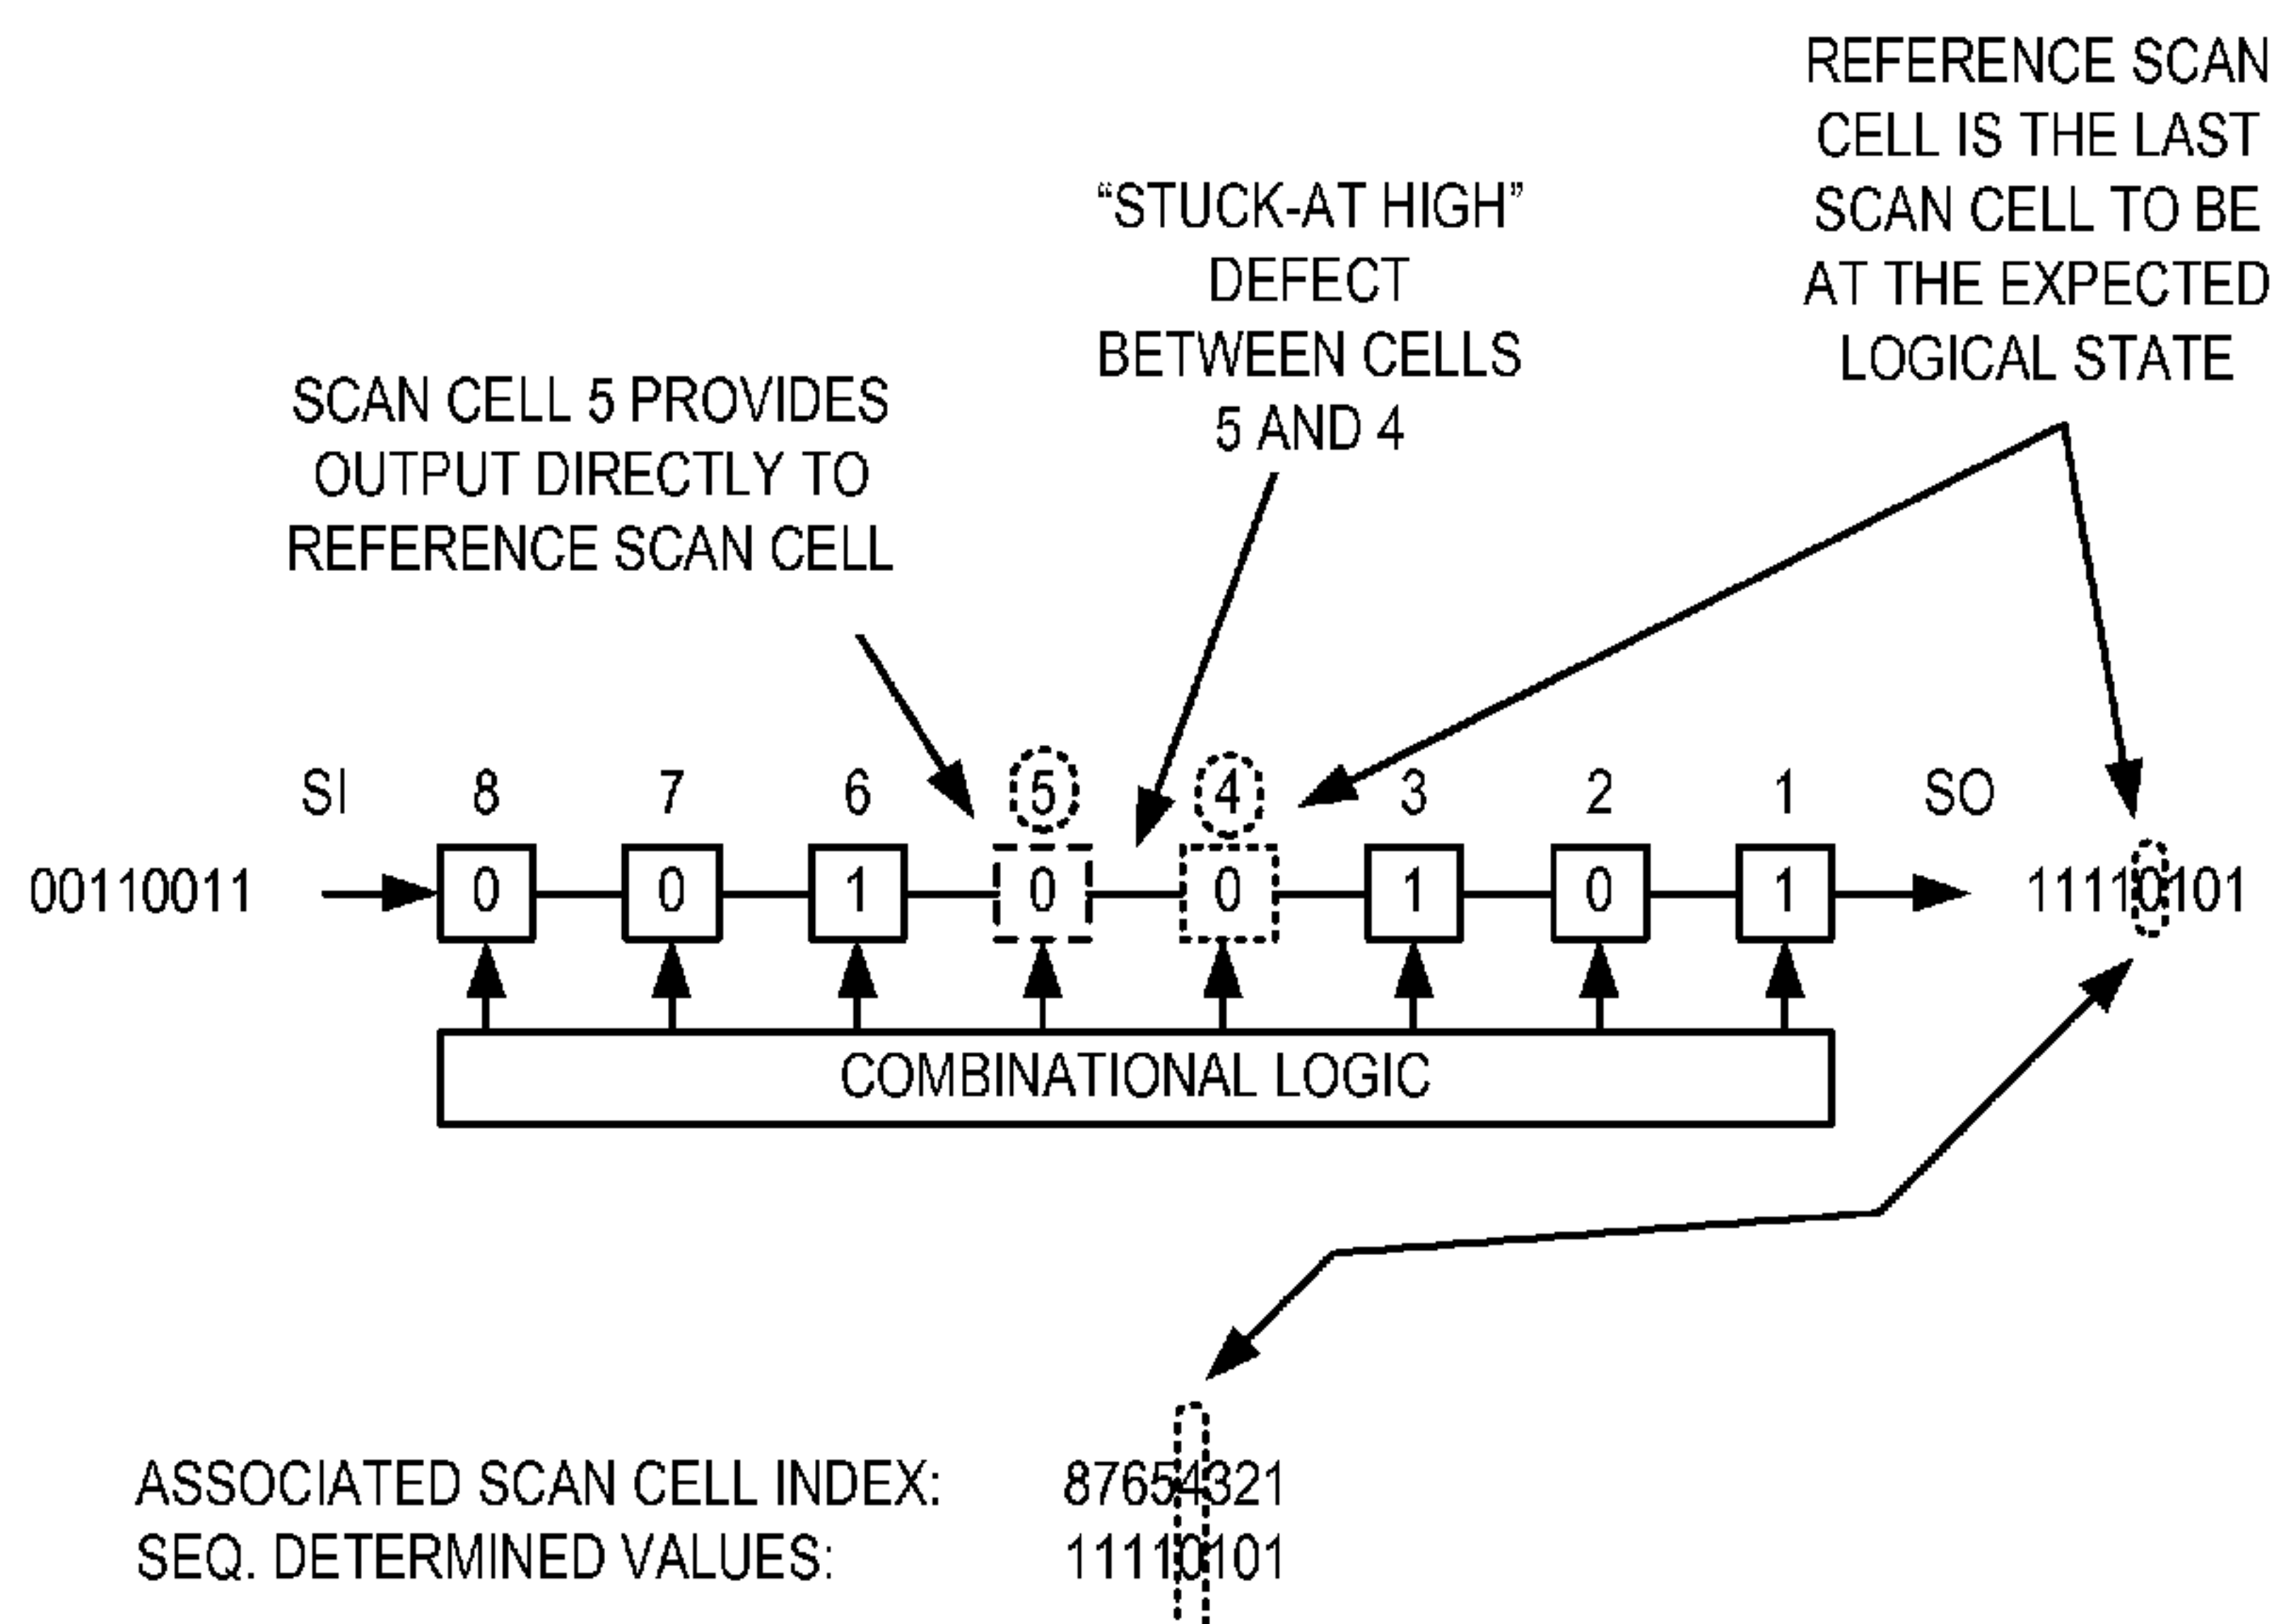 REFERENCE SCAN
CELL IS THE LAST
SCAN CELL TO BE
AT THE EXPECTED
LOGICAL STATE
“STUCK-AT HIGH”
DEFECT
BETWEEN CELLS
5 AND 4
SCAN CELL 5 PROVIDES
OUTPUT DIRECTLY TO
REFERENCE SCAN CELL
SI 8 7 6 5 4 3 2 1 SO
00110011 0 0 1 0 0 1 0 1 11110101
COMBINATIONAL LOGIC
ASSOCIATED SCAN CELL INDEX: 87654321
SEQ. DETERMINED VALUES: 11110101